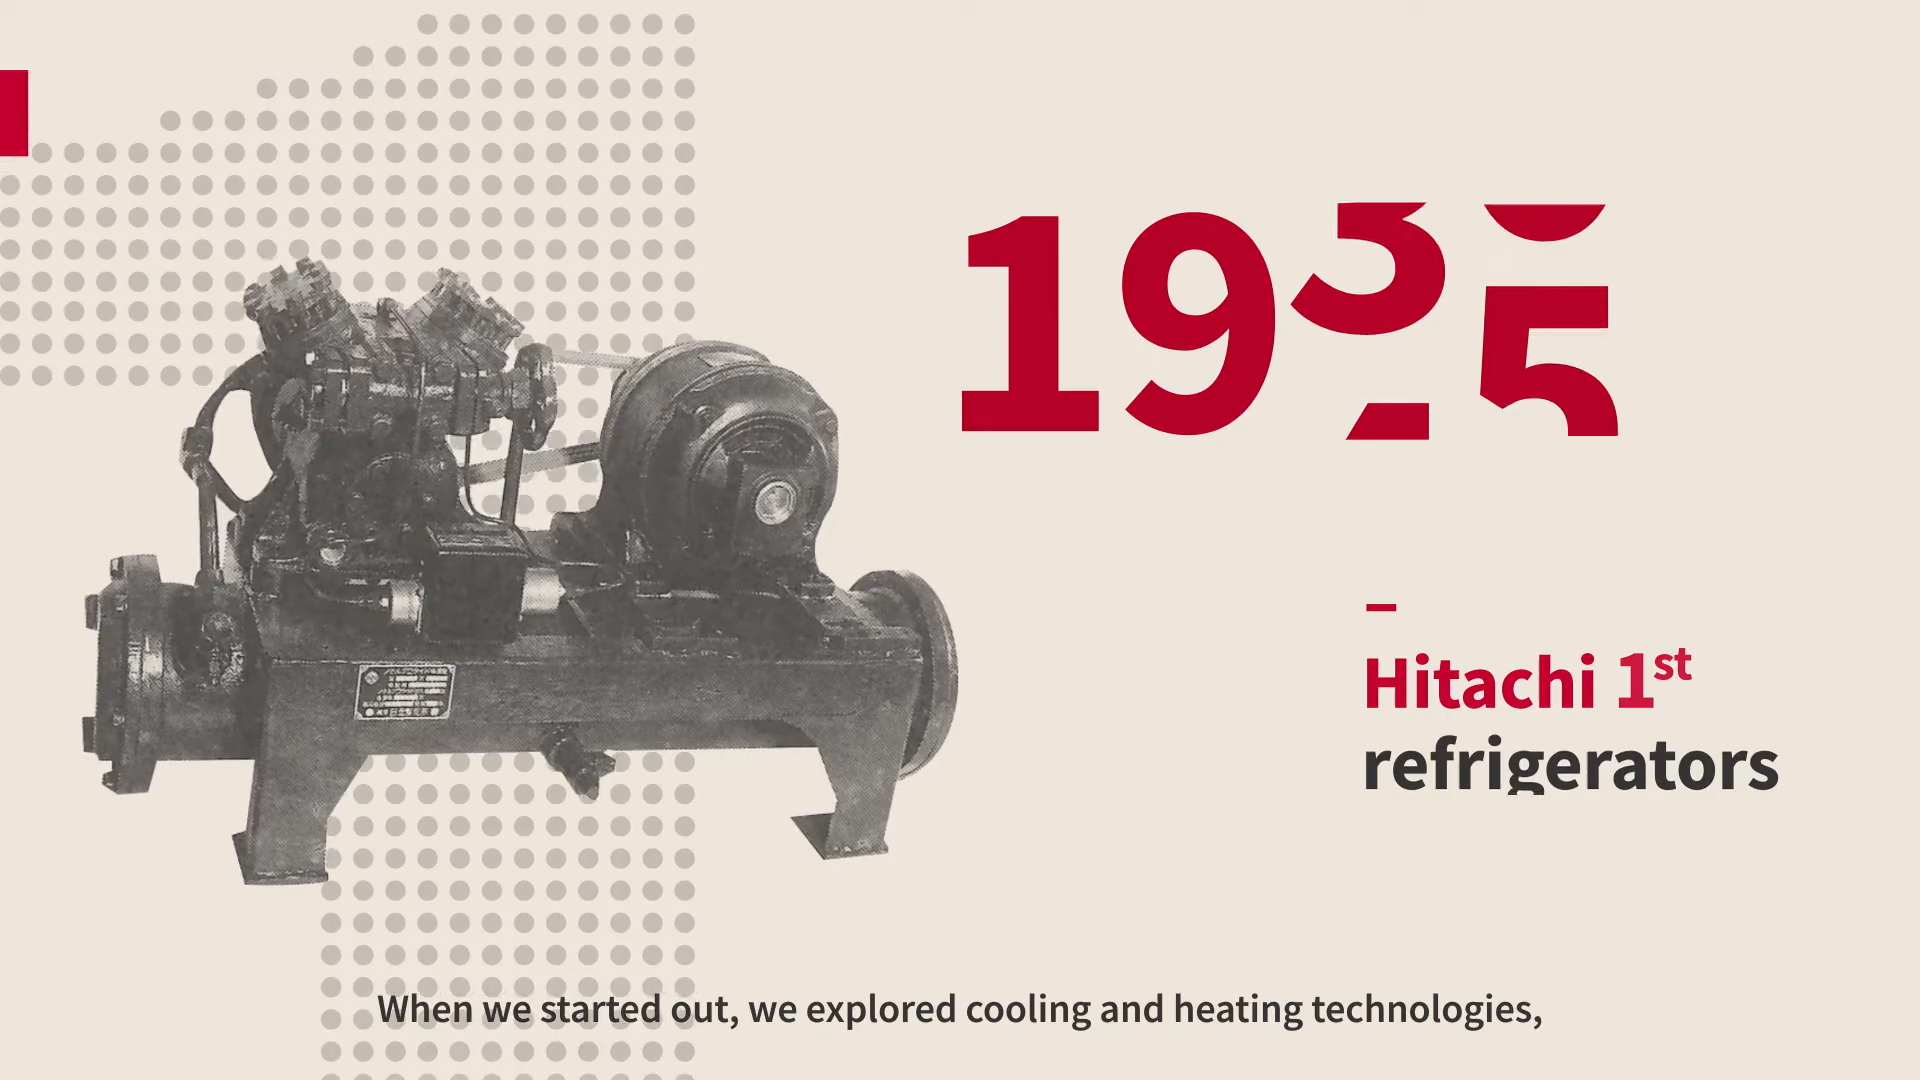 19
Hitachi 1st
refrigerators
When we started out, we explored cooling and heating technologies,